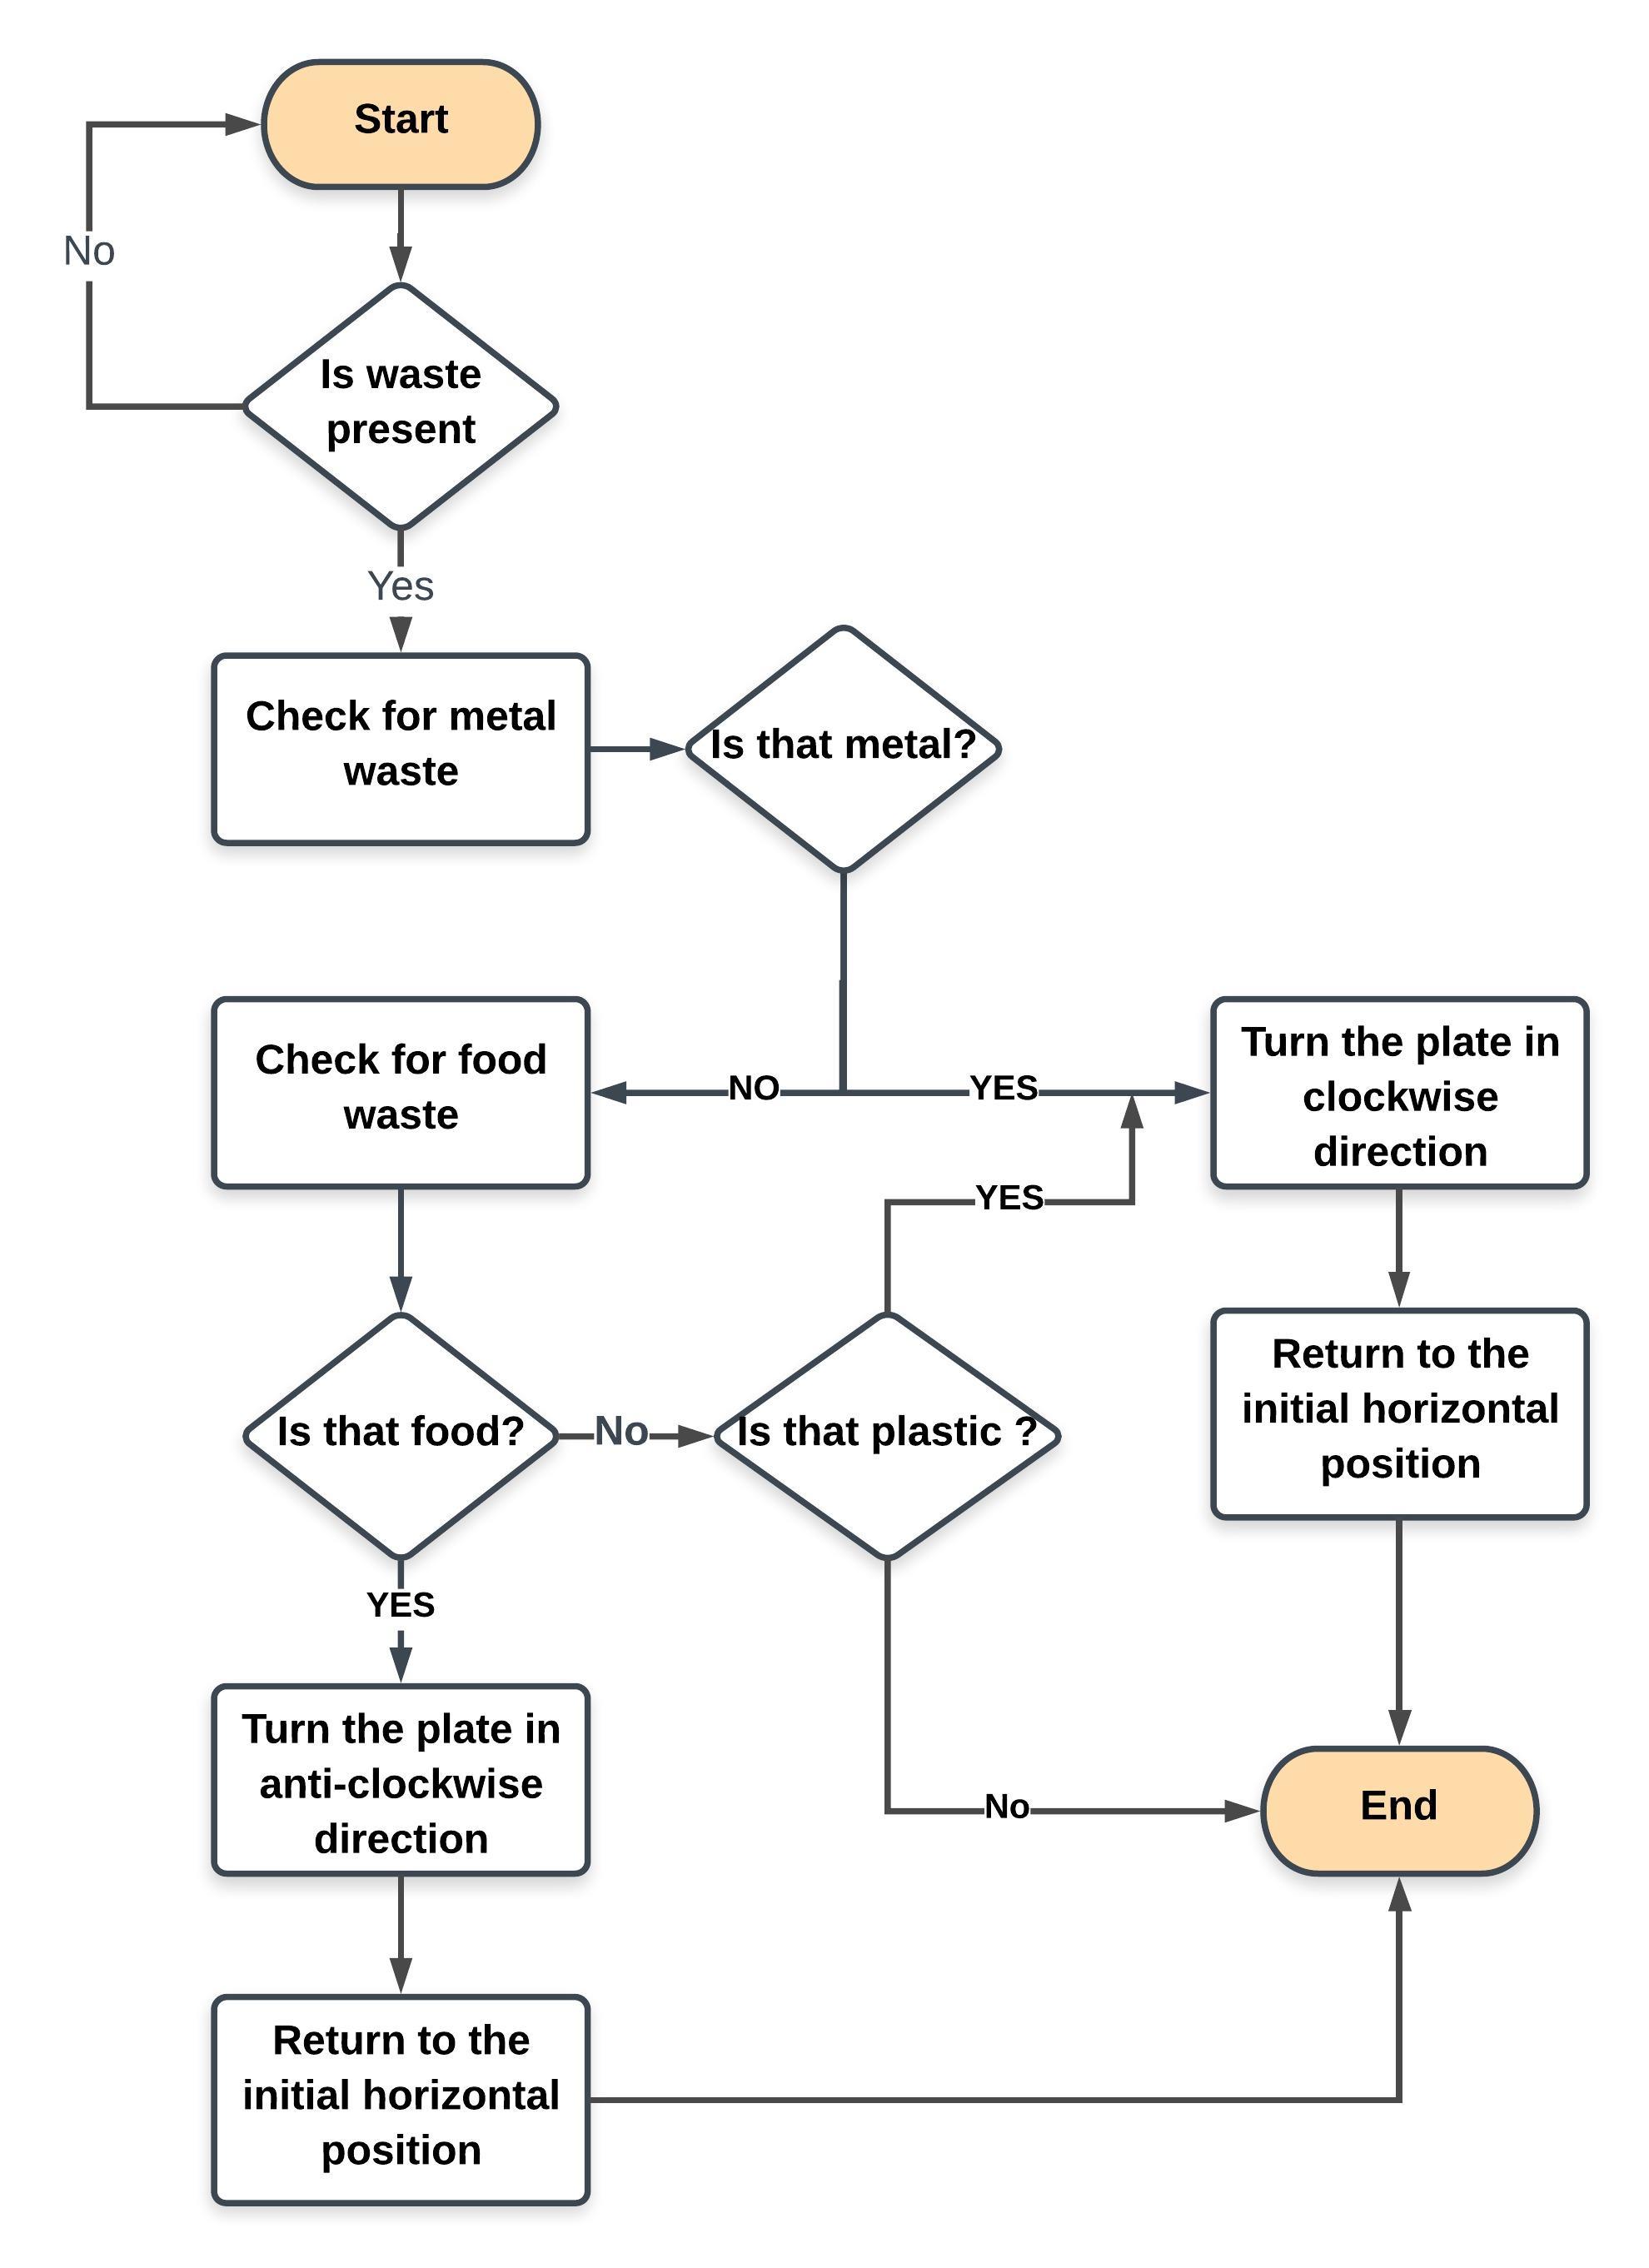 Start
No
Is waste
present
Yes
Check for metal
waste
Is that metal?
Check for food
waste
NO
YES
Turn the plate in
clockwise
direction
YES
Return to the
initial horizontal
position
Is that food?
No
Is that plastic ?
YES
Turn the plate in
anti-clockwise
direction
No
End
Return to the
initial horizontal
position